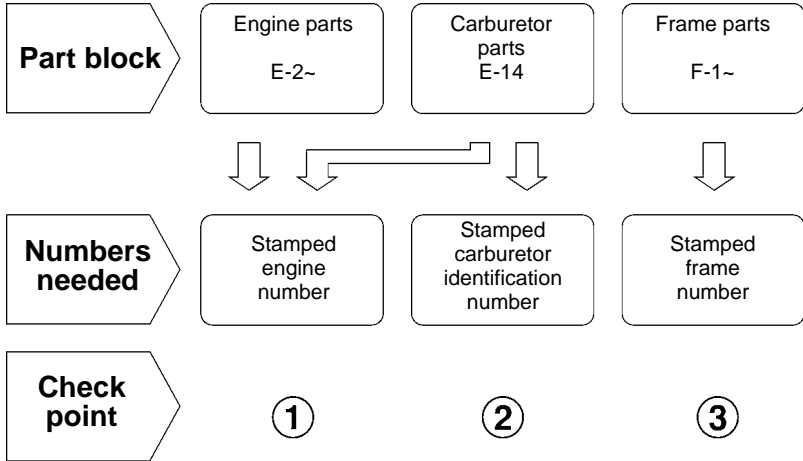 Part block
Engine parts
E-2~
Carburetor
parts
E-14
Frame parts
F-1~
Numbers
needed
Stamped
engine
number
Stamped
carburetor
identification
number
Stamped
frame
number
Check
point
1
2
3